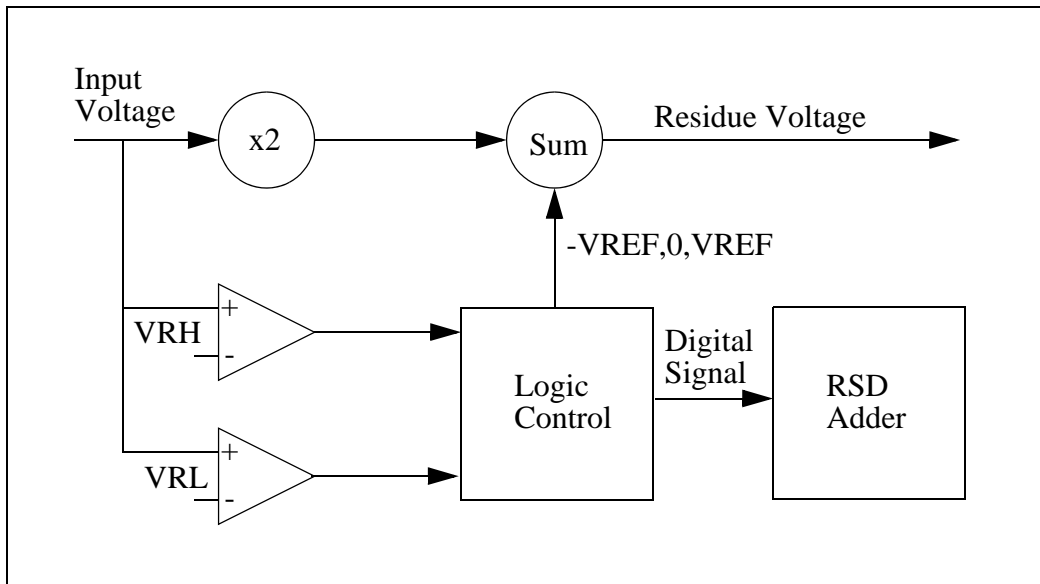 Input
Voltage
x2
Sum
Residue Voltage
-VREF,0,VREF
+
VRH
-
+
VRL
-
Logic
Control
Digital
Signal
RSD
Adder